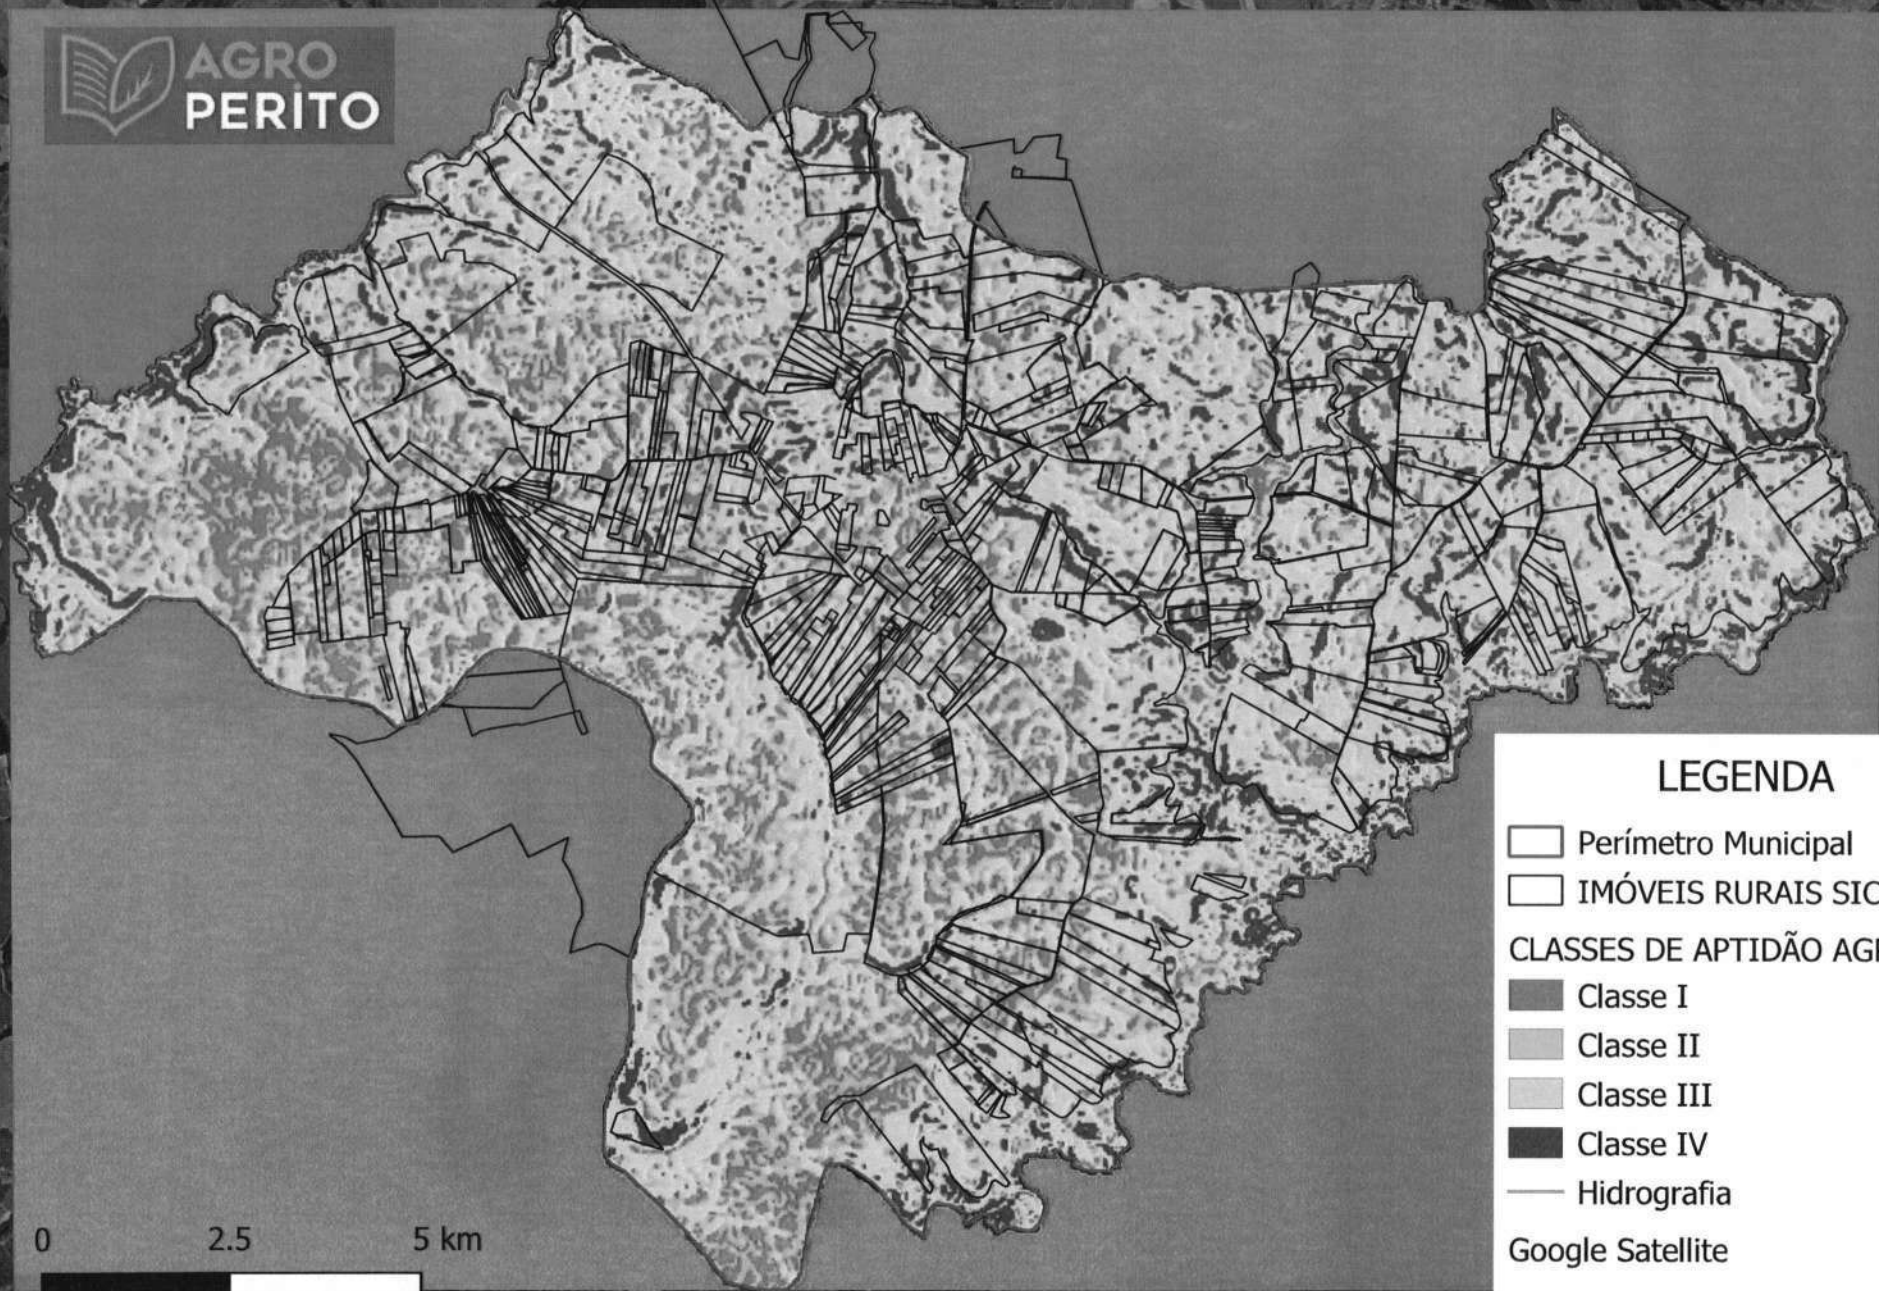 AGRO
PERITO
LEGENDA
Perímetro Municipal
IMÓVEIS RURAIS SIC
CLASSES DE APTIDÃO AGR
Classe I
Classe II
Classe III
Classe IV
Hidrografia
Google Satellite
0 2.5 5 km